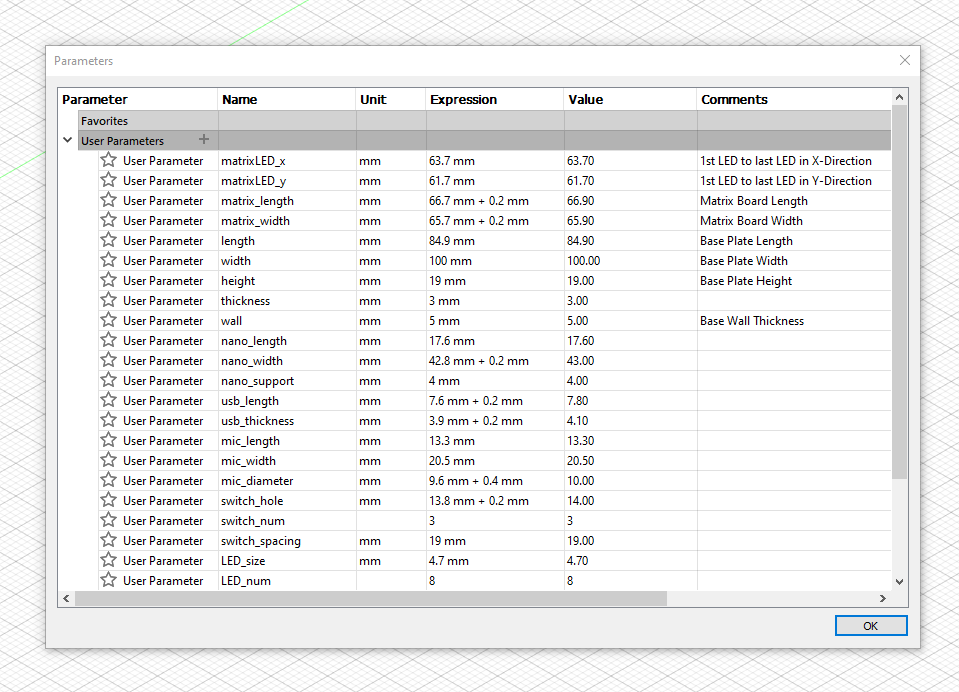 Parameters
Parameter Name Unit Expression Value Comments
Favorites
User Parameters +
User Parameter matrixLED_x mm 63.7 mm 63.70 1st LED to last LED in X-Direction
User Parameter matrixLED_y mm 61.7 mm 61.70 1st LED to last LED in Y-Direction
User Parameter matrix_length mm 66.7 mm + 0.2 mm 66.90 Matrix Board Length
User Parameter matrix_width mm 65.7 mm + 0.2 mm 65.90 Matrix Board Width
User Parameter length mm 84.9 mm 84.90 Base Plate Length
User Parameter width mm 100 mm 100.00 Base Plate Width
User Parameter height mm 19 mm 19.00 Base Plate Height
User Parameter thickness mm 3 mm 3.00
User Parameter wall mm 5 mm 5.00 Base Wall Thickness
User Parameter nano_length mm 17.6 mm 17.60
User Parameter nano_width mm 42.8 mm + 0.2 mm 43.00
User Parameter nano_support mm 4 mm 4.00
User Parameter usb_length mm 7.6 mm + 0.2 mm 7.80
User Parameter usb_thickness mm 3.9 mm + 0.2 mm 4.10
User Parameter mic_length mm 13.3 mm 13.30
User Parameter mic_width mm 20.5 mm 20.50
User Parameter mic_diameter mm 9.6 mm + 0.4 mm 10.00
User Parameter switch_hole mm 13.8 mm + 0.2 mm 14.00
User Parameter switch_num 3 3
User Parameter switch_spacing mm 19 mm 19.00
User Parameter LED_size mm 4.7 mm 4.70
User Parameter LED_num 8 8
OK